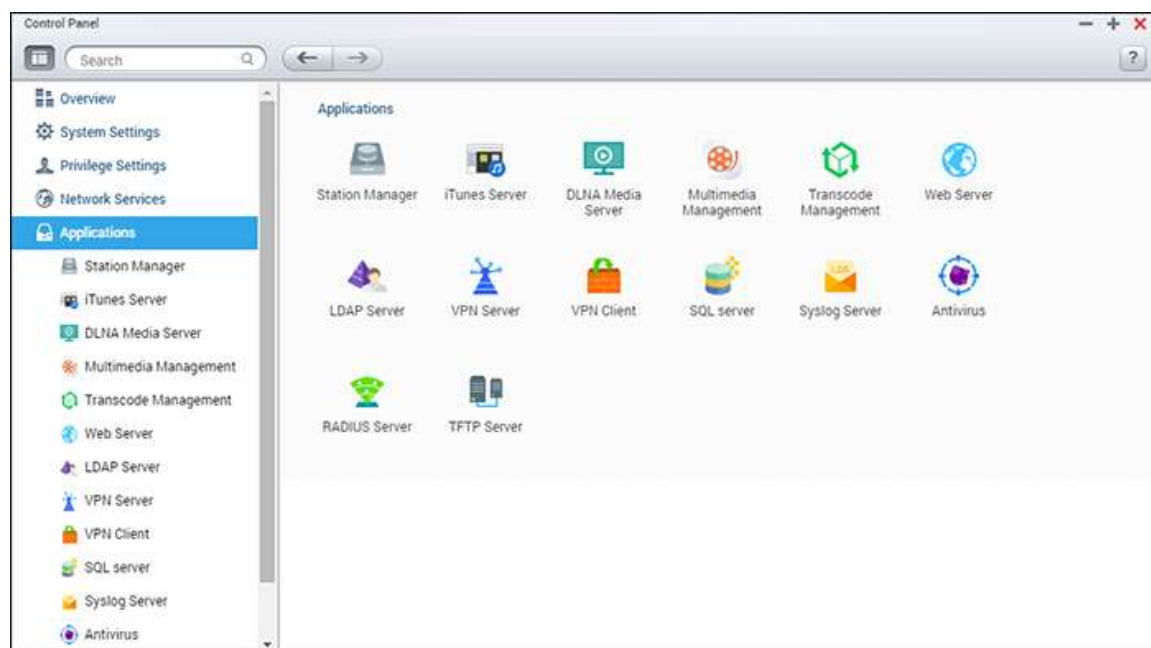 Control Panel
Search
?
Overview
System Settings
Privilege Settings
Network Services
Applications
Station Manager
iTunes Server
DLNA Media Server
Multimedia Management
Transcode Management
Web Server
LDAP Server
VPN Server
VPN Client
SQL server
Syslog Server
Antivirus
Applications
Station Manager
iTunes Server
DLNA Media
Server
Multimedia
Management
Transcode
Management
Web Server
LDAP Server
VPN Server
VPN Client
SQL server
LOG
Syslog Server
Antivirus
RADIUS Server
TFTP Server